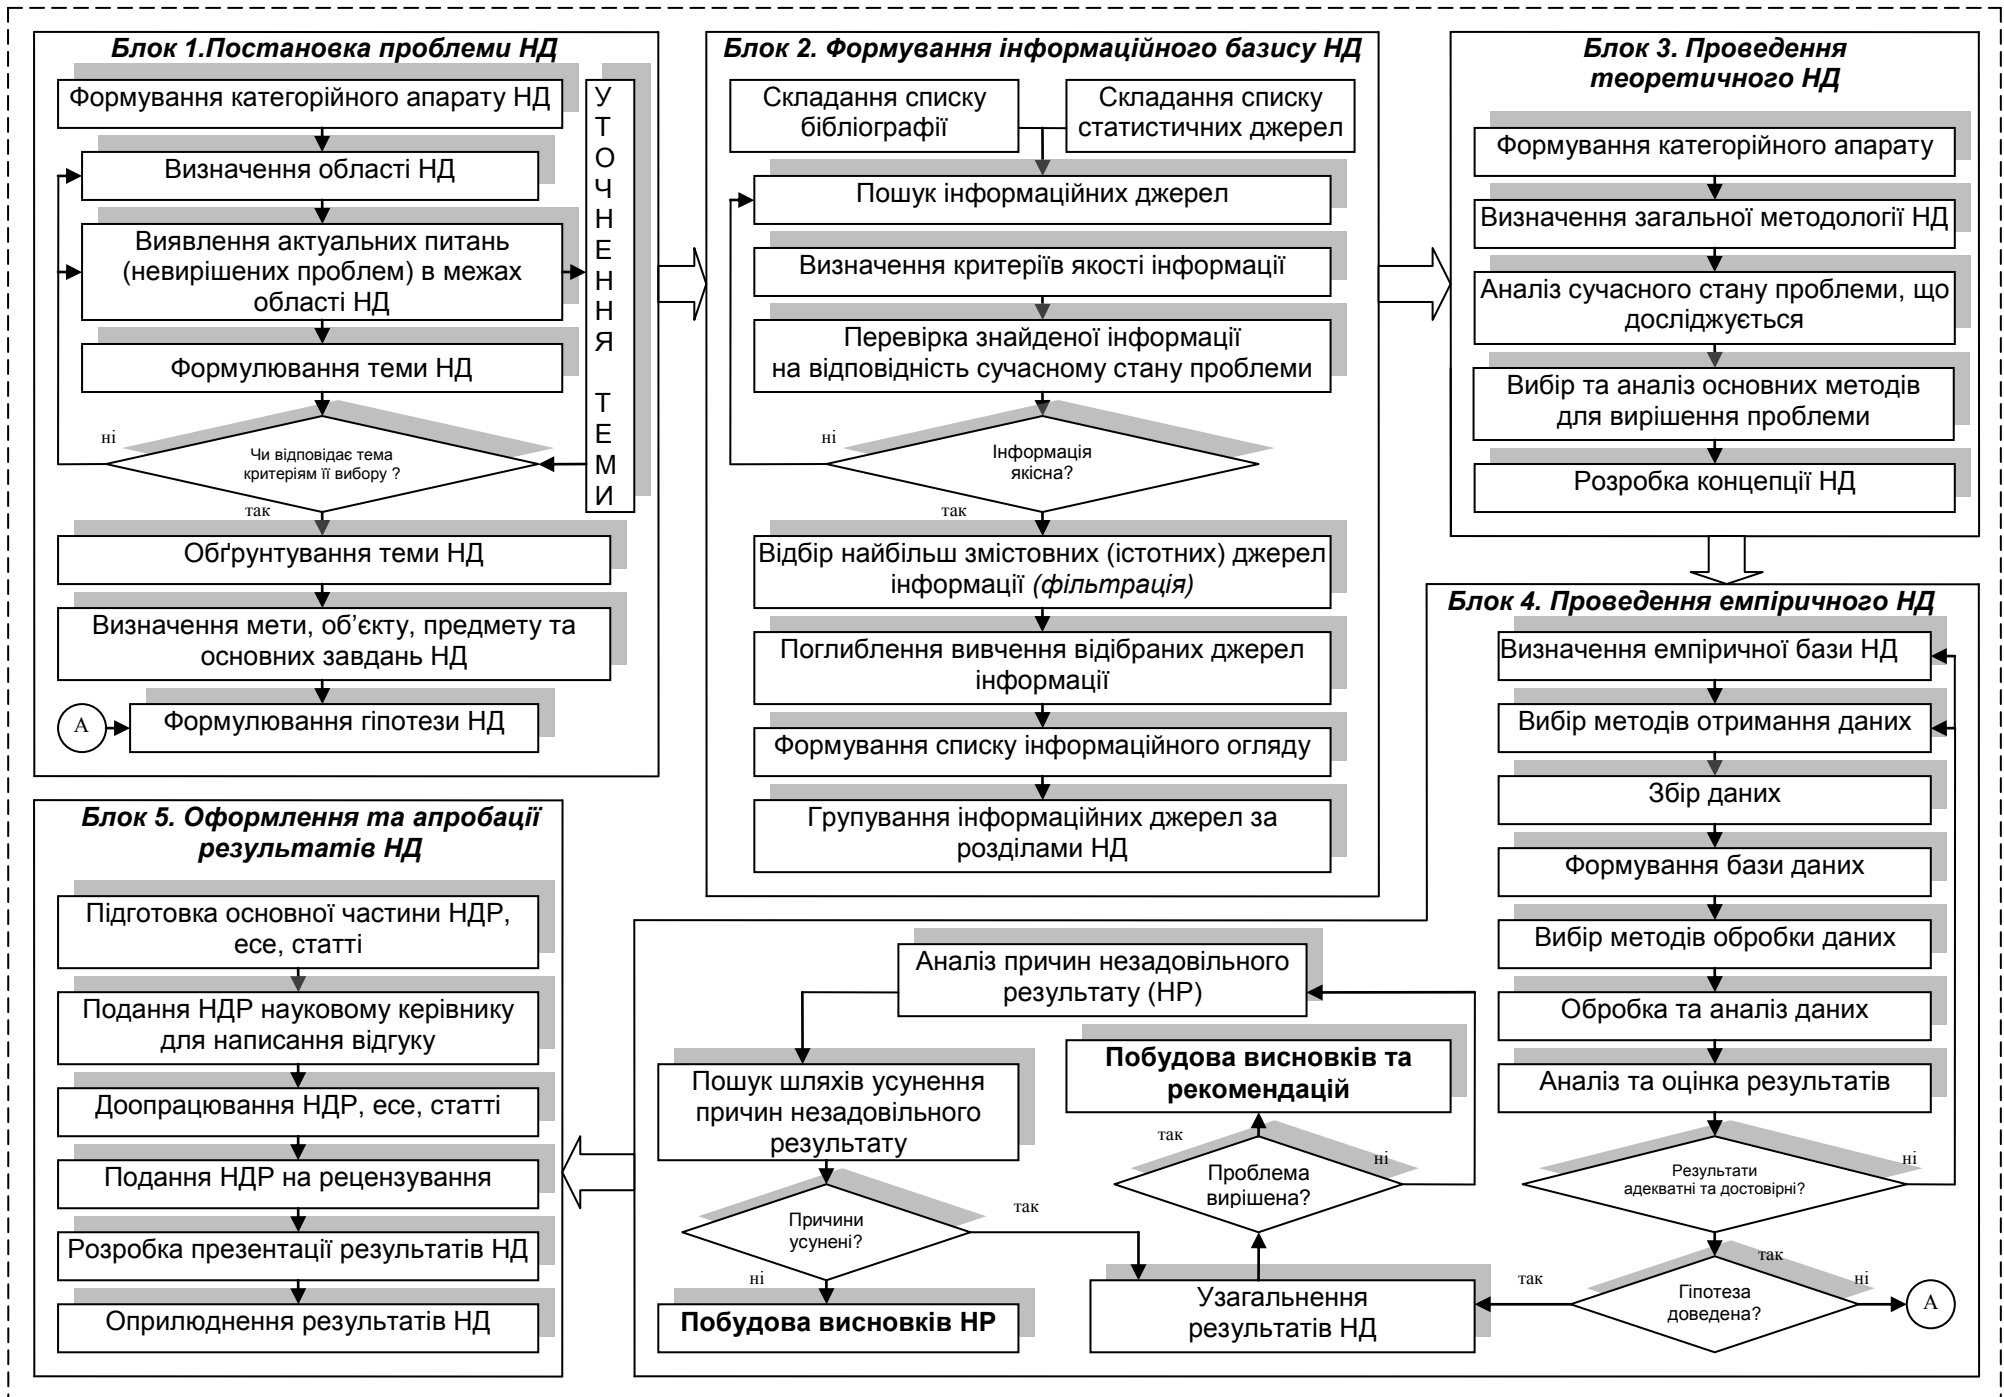 Блок 1.Постановка проблеми НД
Формування категорійного апарату НД
Визначення області НД
Виявлення актуальних питань
(невирішених проблем) в межах
області НД
Формулювання теми НД
ні
Чи відповідає тема
критеріям її вибору ?
так
Обґрунтування теми НД
Визначення мети, об’єкту, предмету та
основних завдань НД
А
Формулювання гіпотези НД
У
Т
О
Ч
Н
Е
Н
Н
Я
Т
Е
М
И
Блок 2. Формування інформаційного базису НД
Складання списку
бібліографії
Складання списку
статистичних джерел
Пошук інформаційних джерел
Визначення критеріїв якості інформації
Перевірка знайденої інформації
на відповідність сучасному стану проблеми
ні
Інформація
якісна?
так
Відбір найбільш змістовних (істотних) джерел
інформації (фільтрація)
Поглиблення вивчення відібраних джерел
інформації
Формування списку інформаційного огляду
Групування інформаційних джерел за
розділами НД
Блок 3. Проведення
теоретичного НД
Формування категорійного апарату
Визначення загальної методології НД
Аналіз сучасного стану проблеми, що
досліджується
Вибір та аналіз основних методів
для вирішення проблеми
Розробка концепції НД
Блок 4. Проведення емпіричного НД
Визначення емпіричної бази НД
Вибір методів отримання даних
Збір даних
Формування бази даних
Вибір методів обробки даних
Обробка та аналіз даних
Аналіз та оцінка результатів
ні
Результати
адекватні та достовірні?
так
Гіпотеза
доведена?
ні
А
так
Узагальнення
результатів НД
Проблема
вирішена?
так
ні
Побудова висновків та
рекомендацій
Аналіз причин незадовільного
результату (НР)
Пошук шляхів усунення
причин незадовільного
результату
Причини
усунені?
так
ні
Побудова висновків НР
Блок 5. Оформлення та апробації
результатів НД
Підготовка основної частини НДР,
есе, статті
Подання НДР науковому керівнику
для написання відгуку
Доопрацювання НДР, есе, статті
Подання НДР на рецензування
Розробка презентації результатів НД
Оприлюднення результатів НД